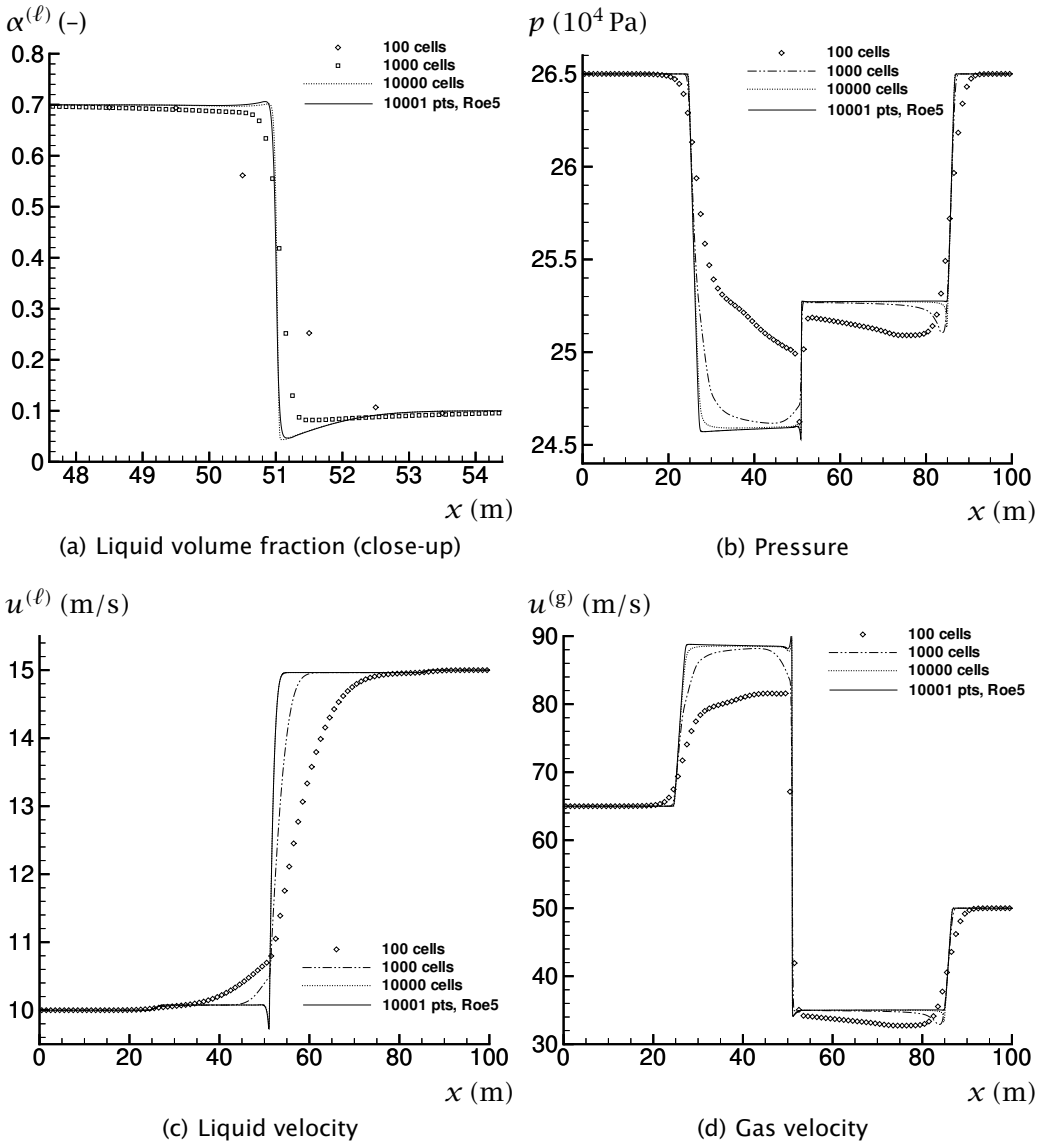 α^(ℓ) (–)
100 cells
1000 cells
10000 cells
10001 pts, Roe5
0.8
0.7
0.6
0.5
0.4
0.3
0.2
0.1
0
48 49 50 51 52 53 54
x (m)
(a) Liquid volume fraction (close-up)
p (10^4 Pa)
100 cells
1000 cells
10000 cells
10001 pts, Roe5
26.5
26
25.5
25
24.5
0 20 40 60 80 100
x (m)
(b) Pressure
u^(ℓ) (m/s)
15
14
13
12
11
10
100 cells
1000 cells
10000 cells
10001 pts, Roe5
0 20 40 60 80 100
x (m)
(c) Liquid velocity
u^(g) (m/s)
100 cells
1000 cells
10000 cells
10001 pts, Roe5
90
80
70
60
50
40
30
0 20 40 60 80 100
x (m)
(d) Gas velocity